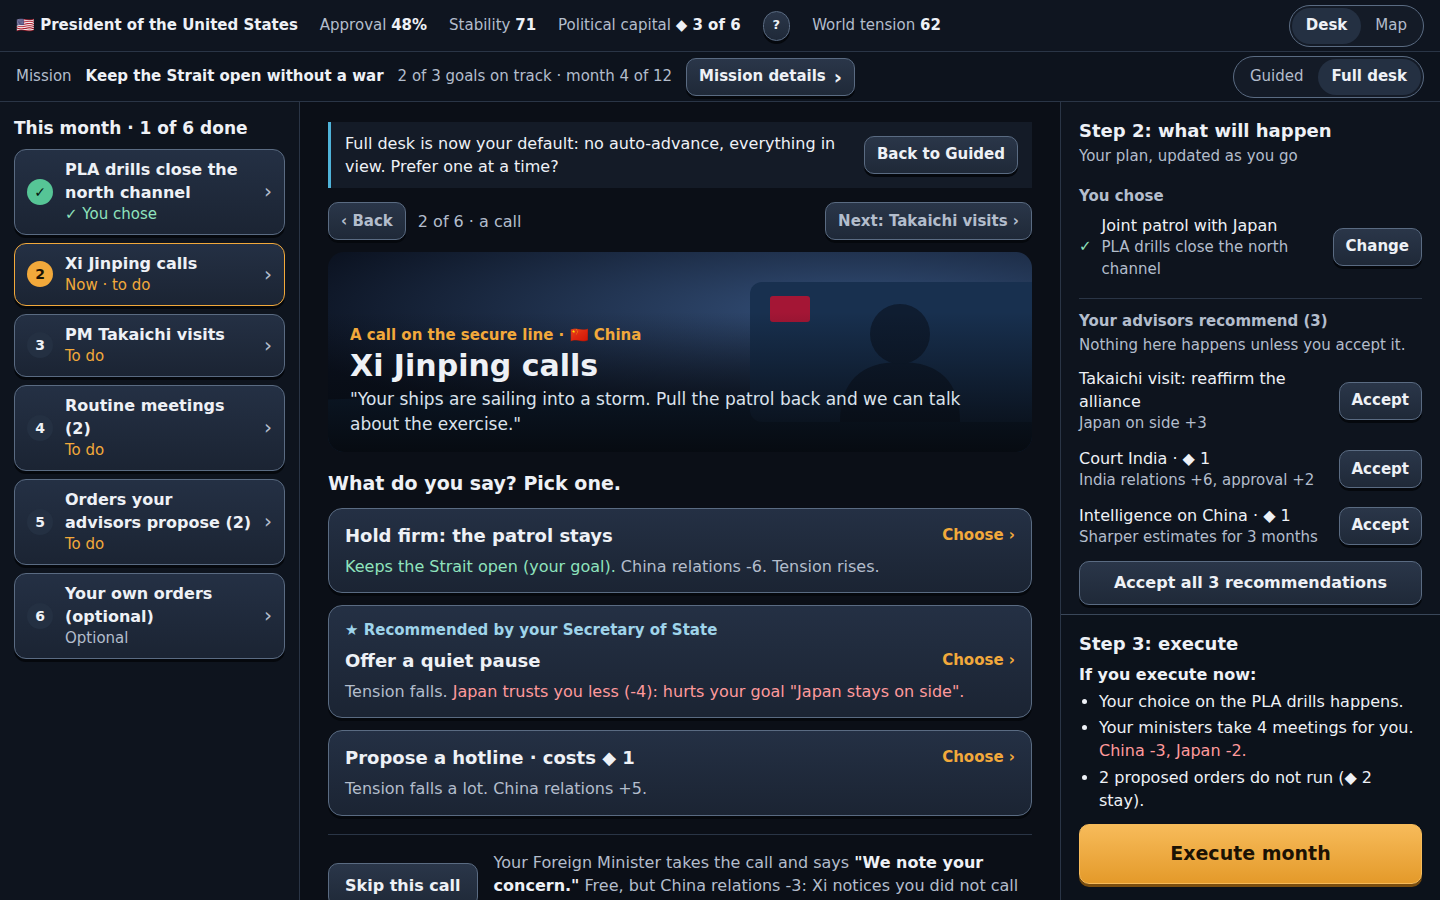 🇺🇸 President of the United States Approval 48% Stability 71 Political capital ◆ 3 of 6 ? World tension 62 Desk Map
Mission Keep the Strait open without a war 2 of 3 goals on track · month 4 of 12 Mission details › Guided Full desk
This month · 1 of 6 done
✓ PLA drills close the
north channel
✓ You chose ›
2 Xi Jinping calls
Now · to do ›
3 PM Takaichi visits
To do ›
4 Routine meetings
(2)
To do ›
5 Orders your
advisors propose (2)
To do ›
6 Your own orders
(optional)
Optional ›
Full desk is now your default: no auto-advance, everything in
view. Prefer one at a time?
Back to Guided
‹ Back 2 of 6 · a call Next: Takaichi visits ›
A call on the secure line · 🇨🇳 China
Xi Jinping calls
"Your ships are sailing into a storm. Pull the patrol back and we can talk
about the exercise."
What do you say? Pick one.
Hold firm: the patrol stays Choose ›
Keeps the Strait open (your goal). China relations -6. Tension rises.
★ Recommended by your Secretary of State
Offer a quiet pause Choose ›
Tension falls. Japan trusts you less (-4): hurts your goal "Japan stays on side".
Propose a hotline · costs ◆ 1 Choose ›
Tension falls a lot. China relations +5.
Skip this call
Your Foreign Minister takes the call and says "We note your
concern." Free, but China relations -3: Xi notices you did not call
Step 2: what will happen
Your plan, updated as you go
You chose
✓ Joint patrol with Japan
PLA drills close the north
channel
Change
Your advisors recommend (3)
Nothing here happens unless you accept it.
Takaichi visit: reaffirm the
alliance
Japan on side +3
Accept
Court India · ◆ 1
India relations +6, approval +2
Accept
Intelligence on China · ◆ 1
Sharper estimates for 3 months
Accept
Accept all 3 recommendations
Step 3: execute
If you execute now:
• Your choice on the PLA drills happens.
• Your ministers take 4 meetings for you.
China -3, Japan -2.
• 2 proposed orders do not run (◆ 2
stay).
Execute month